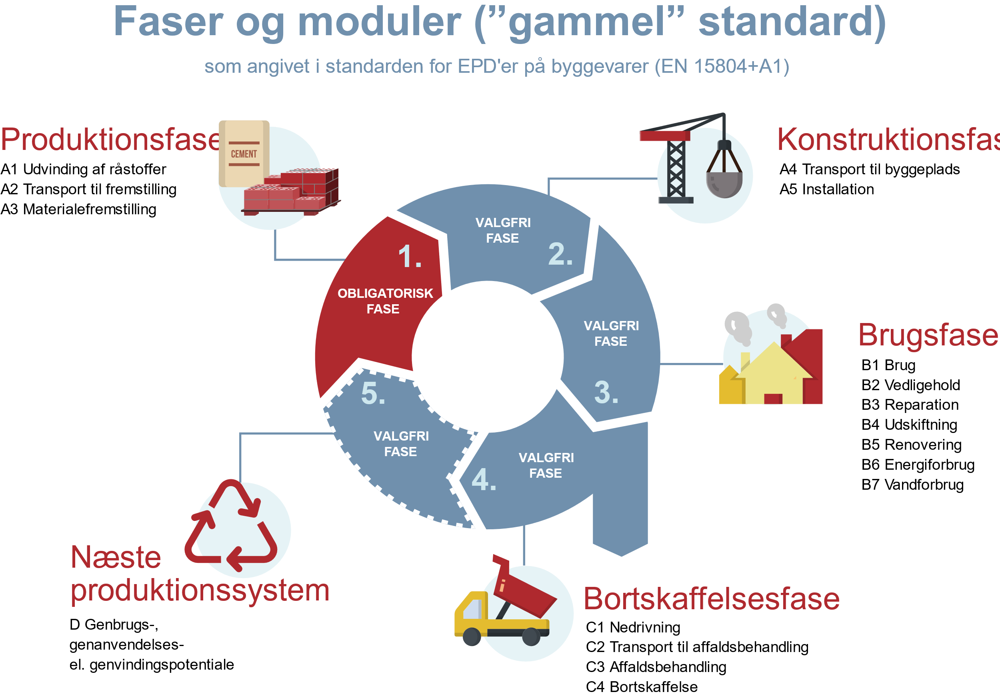 Faser og moduler (”gammel” standard)
som angivet i standarden for EPD'er på byggevarer (EN 15804+A1)
Produktionsfase
A1 Udvinding af råstoffer
A2 Transport til fremstilling
A3 Materialefremstilling
CEMENT
Konstruktionsfas
A4 Transport til byggeplads
A5 Installation
1.
OBLIGATORISK
FASE
VALGFRI
FASE
2.
VALGFRI
FASE
3.
VALGFRI
FASE
4.
5.
VALGFRI
FASE
Brugsfase
B1 Brug
B2 Vedligehold
B3 Reparation
B4 Udskiftning
B5 Renovering
B6 Energiforbrug
B7 Vandforbrug
Bortskaffelsesfase
C1 Nedrivning
C2 Transport til affaldsbehandling
C3 Affaldsbehandling
C4 Bortskaffelse
Næste
produktionssystem
D Genbrugs-,
genanvendelses-
el. genvindingspotentiale